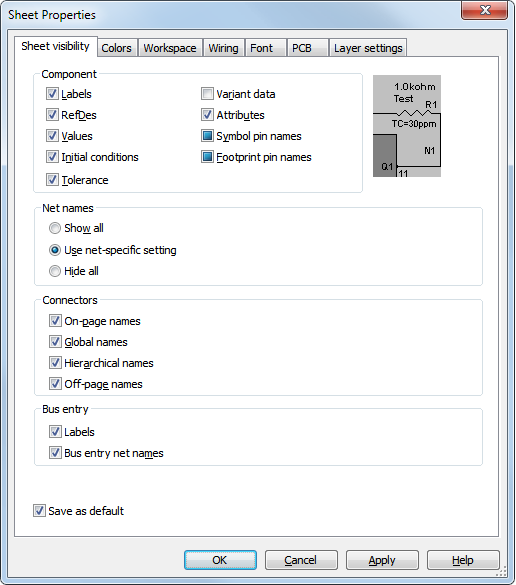 Sheet Properties
Sheet visibility Colors Workspace Wiring Font PCB Layer settings
Component
Labels Variant data
RefDes Attributes
Values Symbol pin names
Initial conditions Footprint pin names
Tolerance
1.0kohm
Test R1
TC=30ppm
N1
Q1
11
Net names
Show all
Use net-specific setting
Hide all
Connectors
On-page names
Global names
Hierarchical names
Off-page names
Bus entry
Labels
Bus entry net names
Save as default
OK Cancel Apply Help